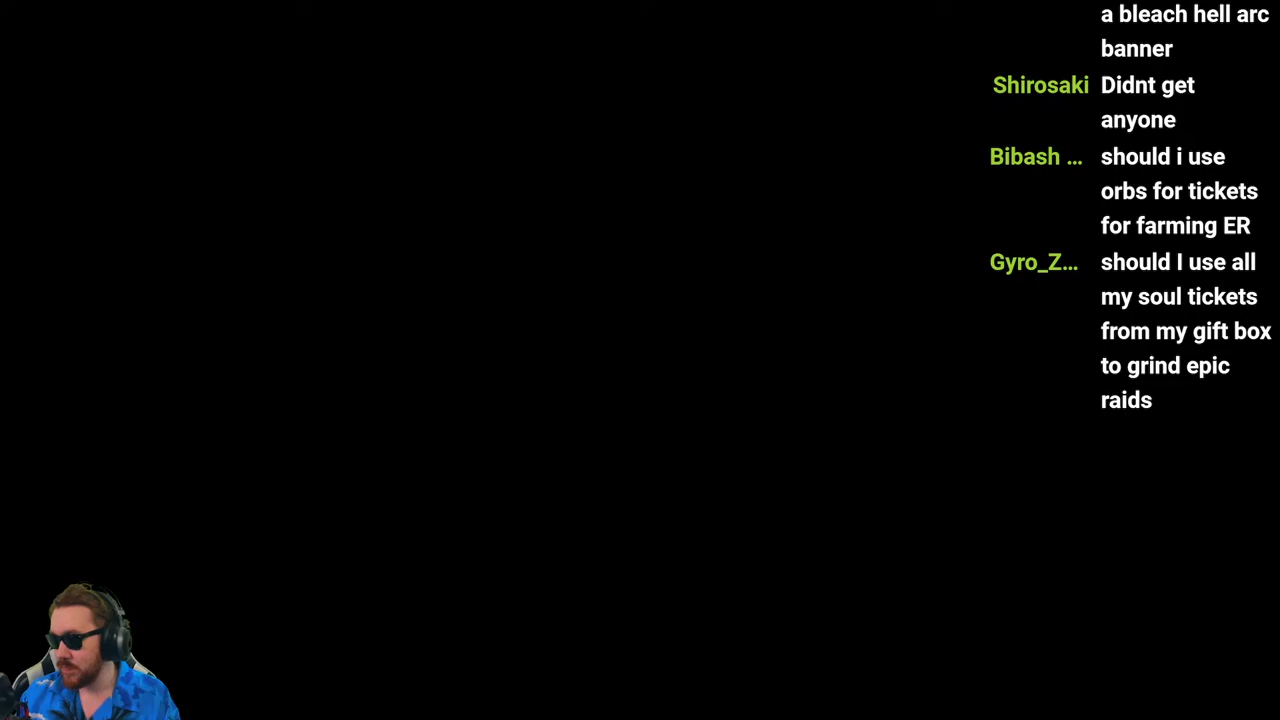 a bleach hell arc
banner
Shirosaki Didnt get
anyone
Bibash ... should i use
orbs for tickets
for farming ER
Gyro_Z... should I use all
my soul tickets
from my gift box
to grind epic
raids